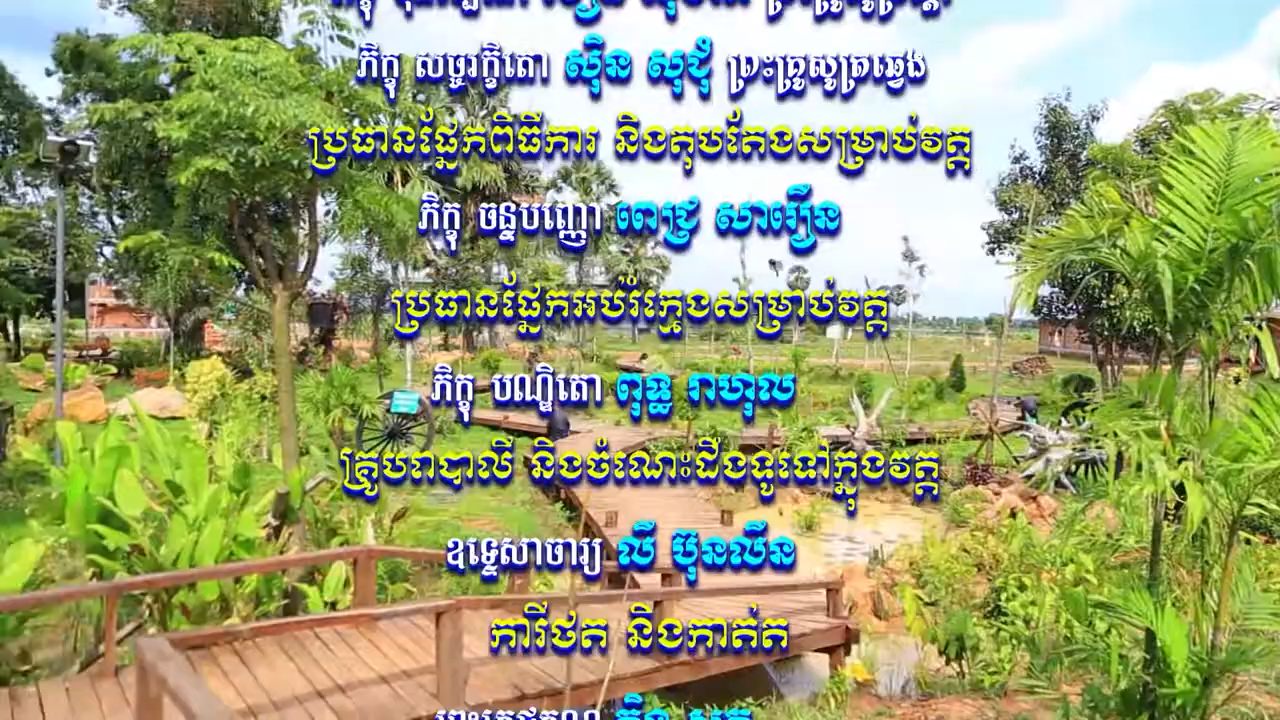 ភិក្ខុ សច្ចរក្ខិតោ ស៊ិន សុជុំ ព្រះគ្រូសូត្រឆ្វេង
ប្រធានផ្នែកពិធីការ និងតុបតែងសម្រាប់វត្ត
ភិក្ខុ ចន្ទបញ្ញោ ពេជ្រ សារឿន
ប្រធានផ្នែកអប់រំក្មេងសម្រាប់វត្ត
ភិក្ខុ បណ្ឌិតោ ពុទ្ធ រាហុល
គ្រូបរាបាលី និងចំណេះដឹងទូទៅក្នុងវត្ត
ឧទ្ទេសាចារ្យ លី ប៊ុនលីន
ការីថត និងកាត់ត